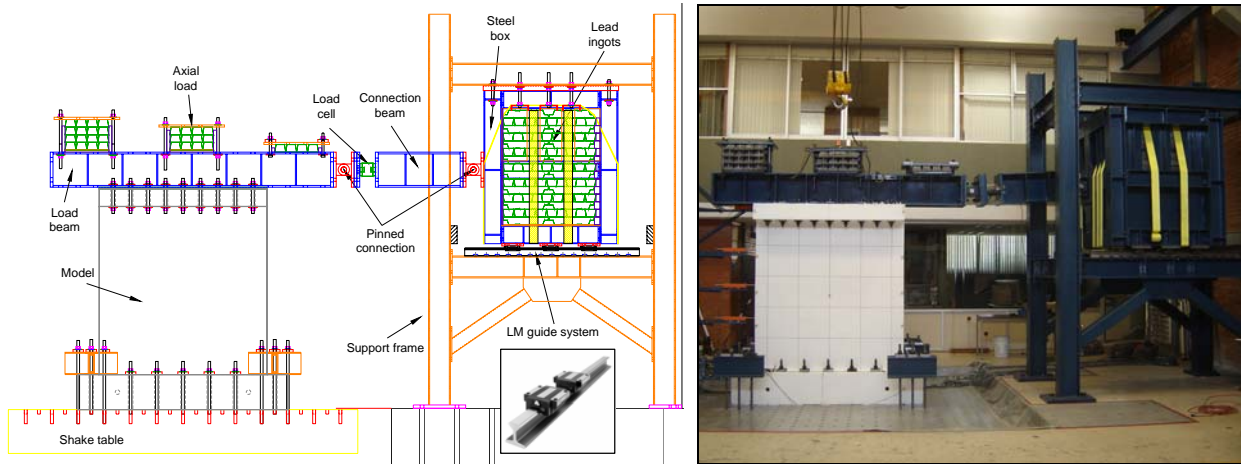 Steel
box
Lead
ingots
Axial
load
Load
cell
Connection
beam
Load
beam
Pinned
connection
Model
LM guide system
Support frame
Shake table